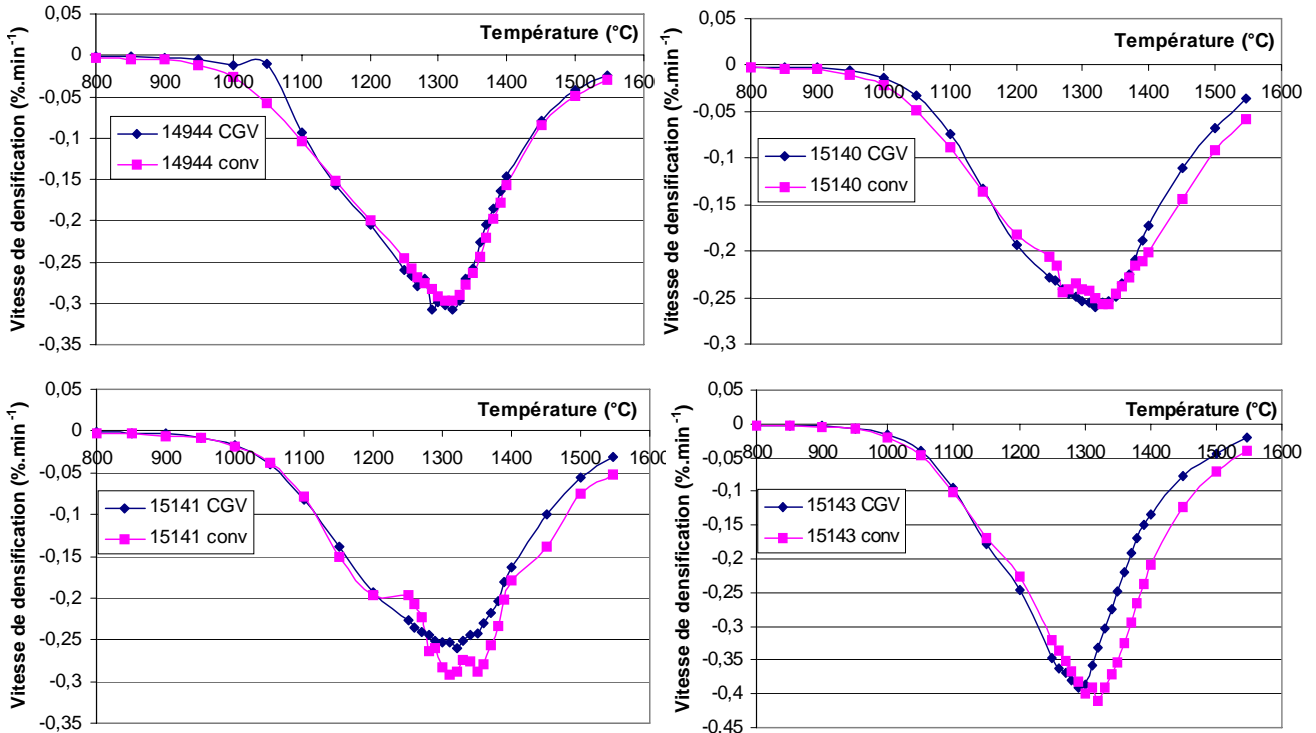 Vitesse de densification (%.min-1)
0,05
0
-0,05
-0,1
-0,15
-0,2
-0,25
-0,3
-0,35
Température (°C)
800 900 1000 1100 1200 1300 1400 1500 1600
14944 CGV
14944 conv
Vitesse de densification (%.min-1)
0,05
0
-0,05
-0,1
-0,15
-0,2
-0,25
-0,3
Température (°C)
800 900 1000 1100 1200 1300 1400 1500 1600
15140 CGV
15140 conv
Vitesse de densification (%.min-1)
0,05
0
-0,05
-0,1
-0,15
-0,2
-0,25
-0,3
-0,35
Température (°C)
800 900 1000 1100 1200 1300 1400 1500 1600
15141 CGV
15141 conv
Vitesse de densification (%.min-1)
0,05
0
-0,05
-0,1
-0,15
-0,2
-0,25
-0,3
-0,35
-0,4
-0,45
Température (°C)
800 900 1000 1100 1200 1300 1400 1500 1600
15143 CGV
15143 conv